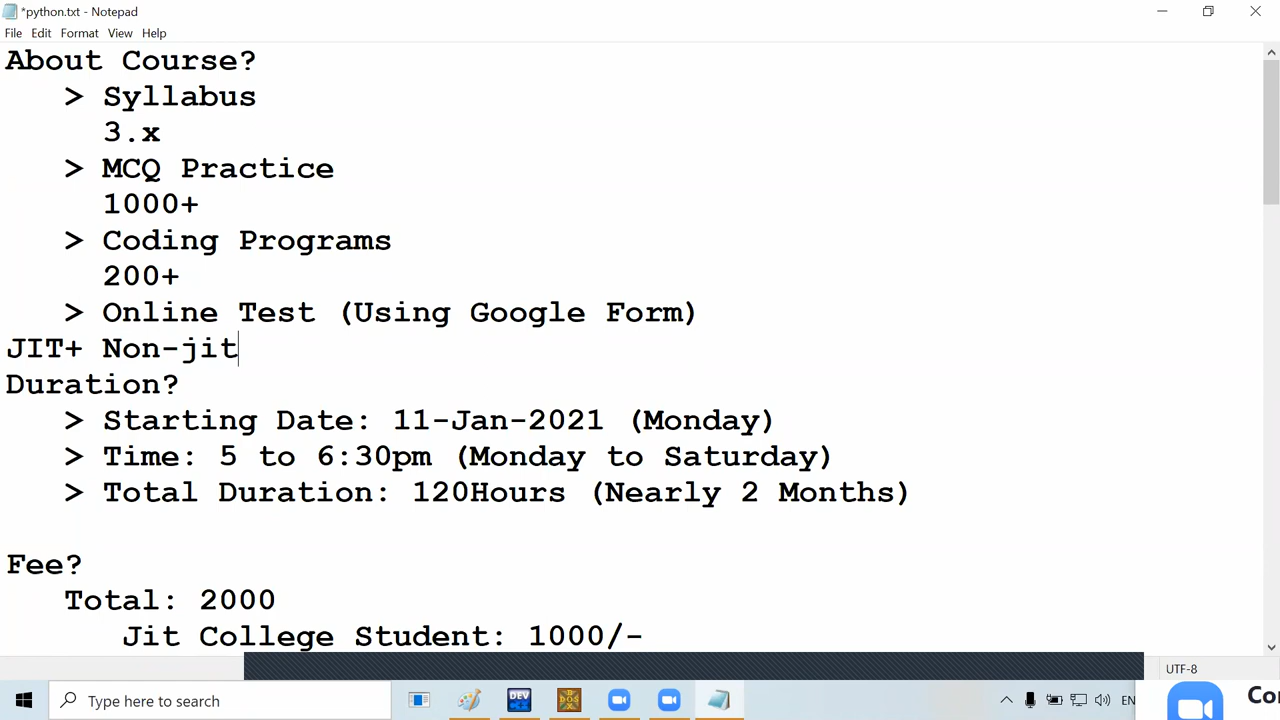 *python.txt - Notepad
File Edit Format View Help
About Course?
> Syllabus
3.x
> MCQ Practice
1000+
> Coding Programs
200+
> Online Test (Using Google Form)
JIT+ Non-jit
Duration?
> Starting Date: 11-Jan-2021 (Monday)
> Time: 5 to 6:30pm (Monday to Saturday)
> Total Duration: 120Hours (Nearly 2 Months)
Fee?
Total: 2000
Jit College Student: 1000/-
UTF-8
Type here to search
DEV C++
EN